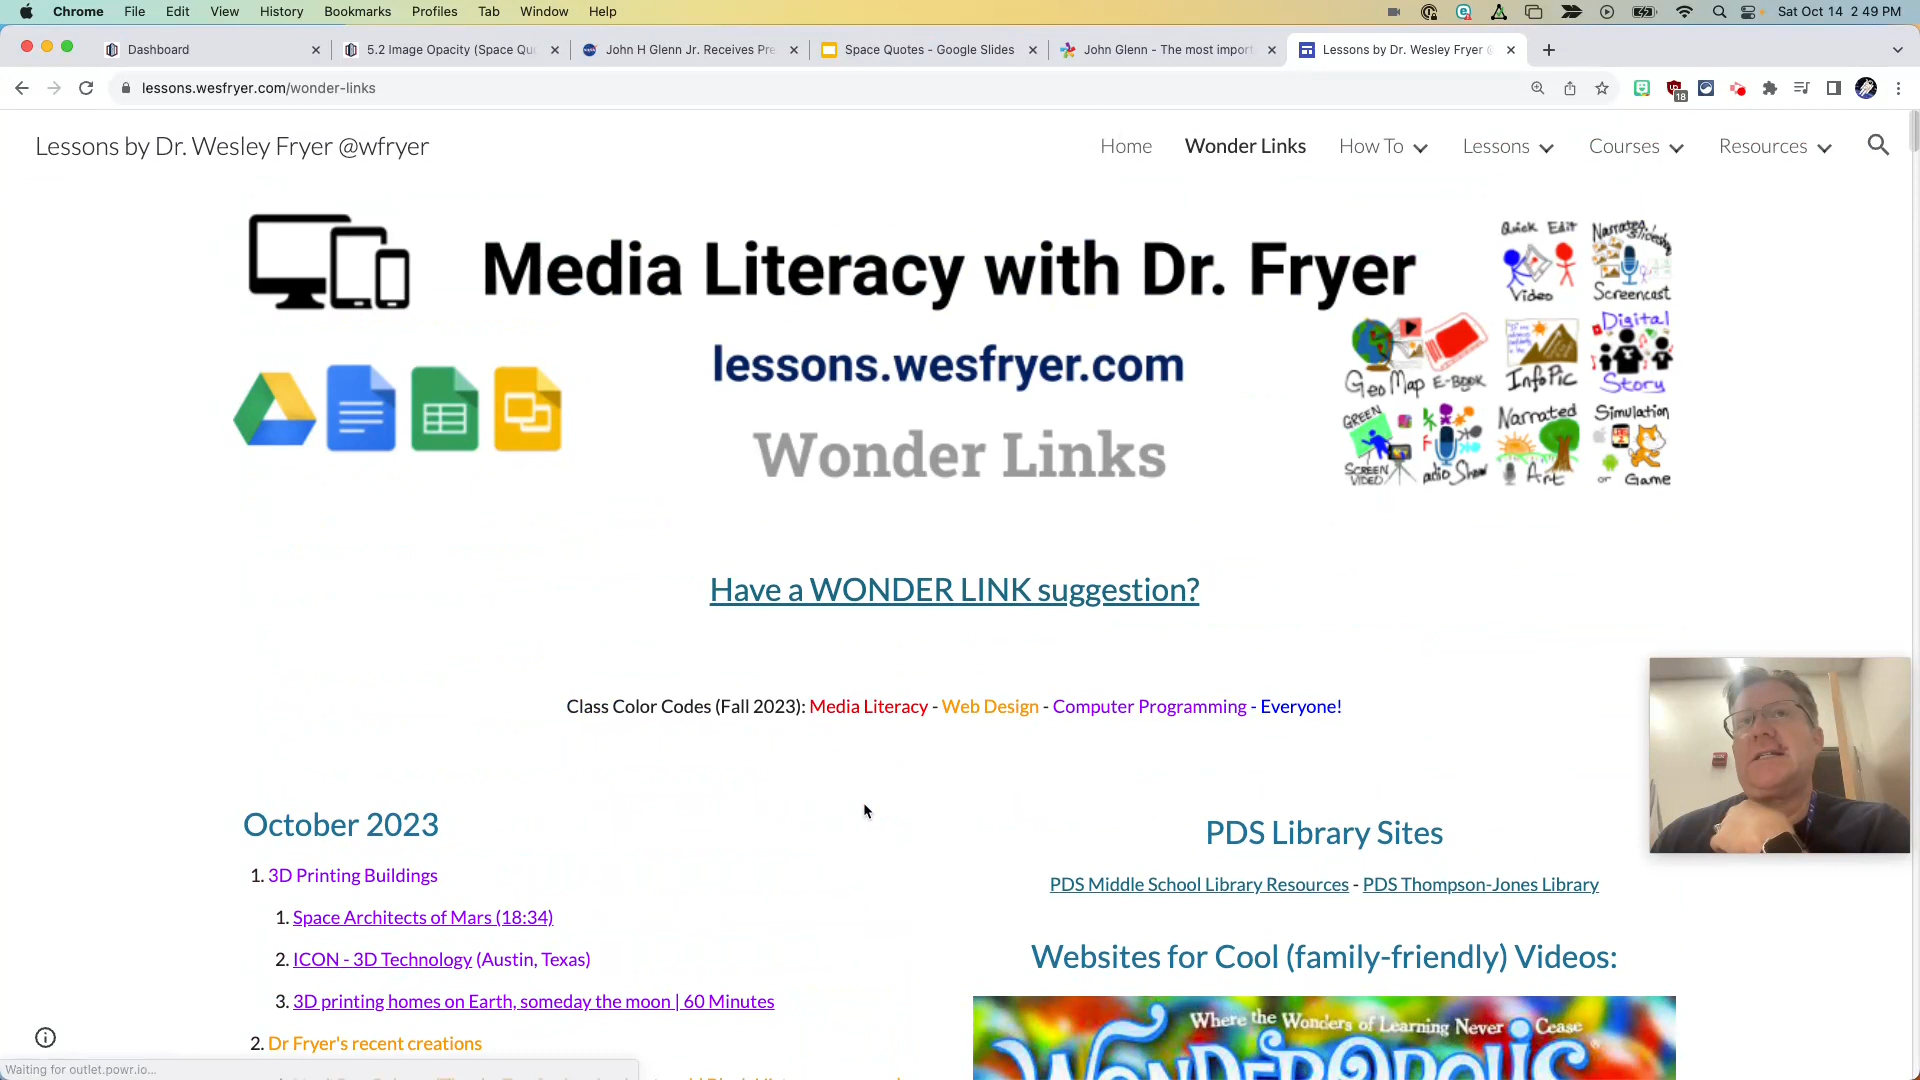 Chrome File Edit View History Bookmarks Profiles Tab Window Help Sat Oct 14 2:49 PM
Dashboard 5.2 Image Opacity (Space Qu John H Glenn Jr. Receives Pre Space Quotes - Google Slides John Glenn - The most impor Lessons by Dr. Wesley Fryer @
lessons.wesfryer.com/wonder-links 18
Lessons by Dr. Wesley Fryer @wfryer Home Wonder Links How To Lessons Courses Resources
Media Literacy with Dr. Fryer
lessons.wesfryer.com
Wonder Links
Quick Edit Video
Narrated Slideshow Screencast
GeoMap E-Book InfoPic Digital Story
GREEN SCREEN VIDEO adio Show Narrated Art Simulation or Game
Have a WONDER LINK suggestion?
Class Color Codes (Fall 2023): Media Literacy - Web Design - Computer Programming - Everyone!
October 2023
1. 3D Printing Buildings
1. Space Architects of Mars (18:34)
2. ICON - 3D Technology (Austin, Texas)
3. 3D printing homes on Earth, someday the moon | 60 Minutes
2. Dr Fryer's recent creations
PDS Library Sites
PDS Middle School Library Resources - PDS Thompson-Jones Library
Websites for Cool (family-friendly) Videos:
Where the Wonders of Learning Never Cease
WONDEROPOLIS
Waiting for outlet.powr.io...